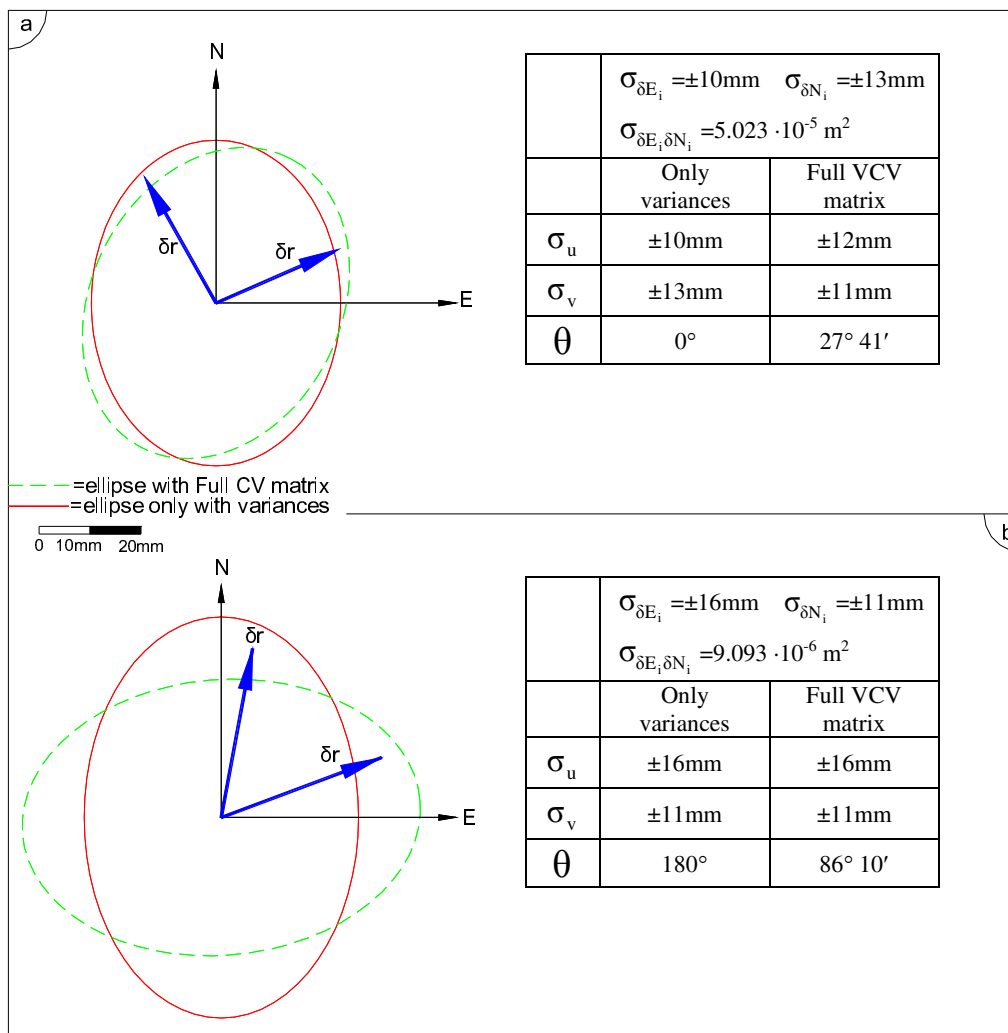 a
N
δr
δr
E
σδEᵢ =±10mm σδNᵢ =±13mm
σδEᵢδNᵢ =5.023 ·10⁻⁵ m²
Only variances
Full VCV matrix
σᵤ ±10mm ±12mm
σᵥ ±13mm ±11mm
θ 0° 27° 41′
=ellipse with Full CV matrix
=ellipse only with variances
0 10mm 20mm
b
N
δr
δr
E
σδEᵢ =±16mm σδNᵢ =±11mm
σδEᵢδNᵢ =9.093 ·10⁻⁶ m²
Only variances
Full VCV matrix
σᵤ ±16mm ±16mm
σᵥ ±11mm ±11mm
θ 180° 86° 10′